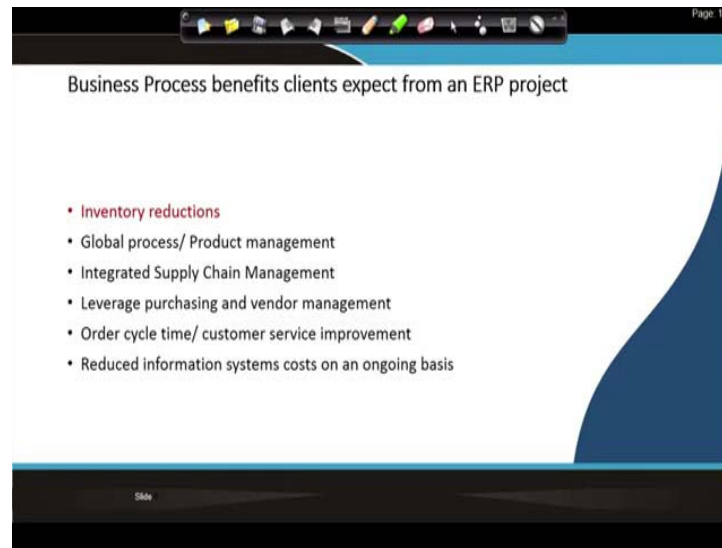 Page: 1
Business Process benefits clients expect from an ERP project
• Inventory reductions
• Global process/ Product management
• Integrated Supply Chain Management
• Leverage purchasing and vendor management
• Order cycle time/ customer service improvement
• Reduced information systems costs on an ongoing basis
Slide